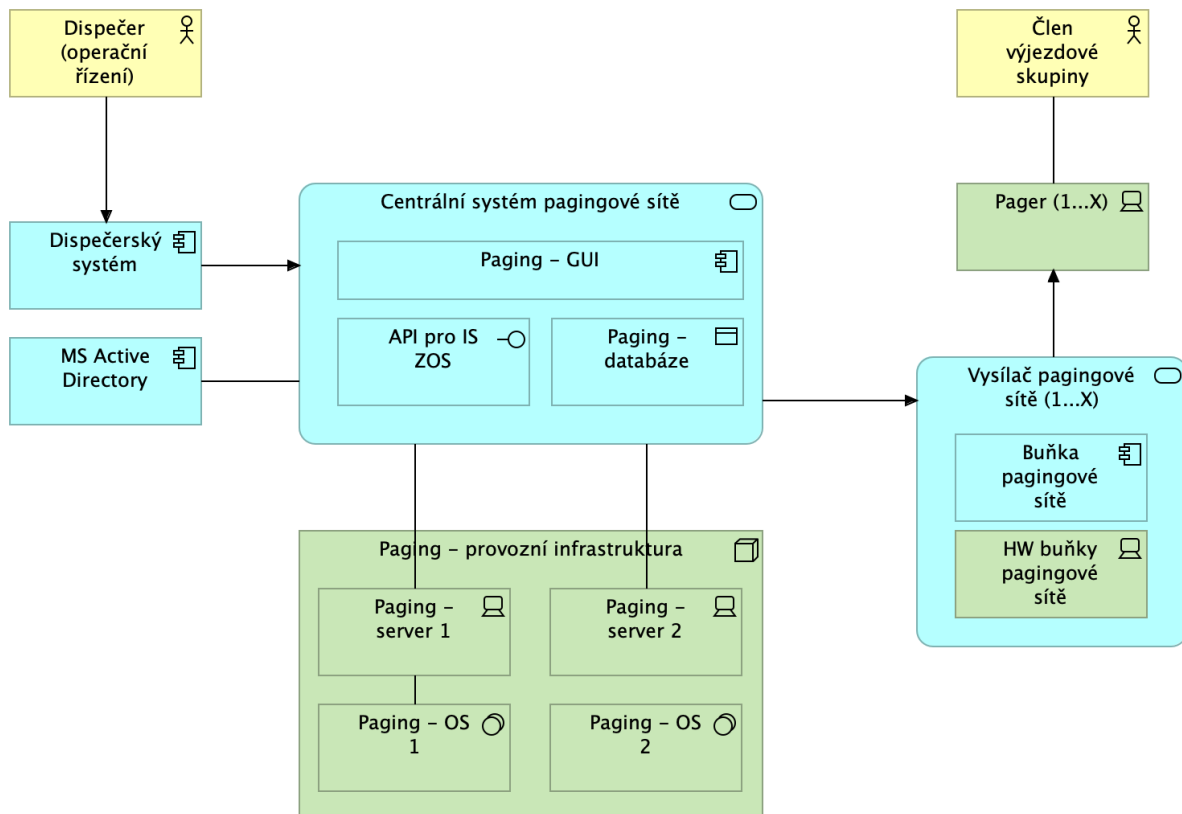 Dispečer
(operační
řízení)
Člen
výjezdové
skupiny
Centrální systém pagingové sítě
Pager (1...X)
Dispečerský
systém
Paging – GUI
MS Active
Directory
API pro IS
ZOS
Paging –
databáze
Vysílač pagingové
sítě (1...X)
Buňka
pagingové
sítě
HW buňky
pagingové
sítě
Paging – provozní infrastruktura
Paging –
server 1
Paging –
server 2
Paging – OS
1
Paging – OS
2